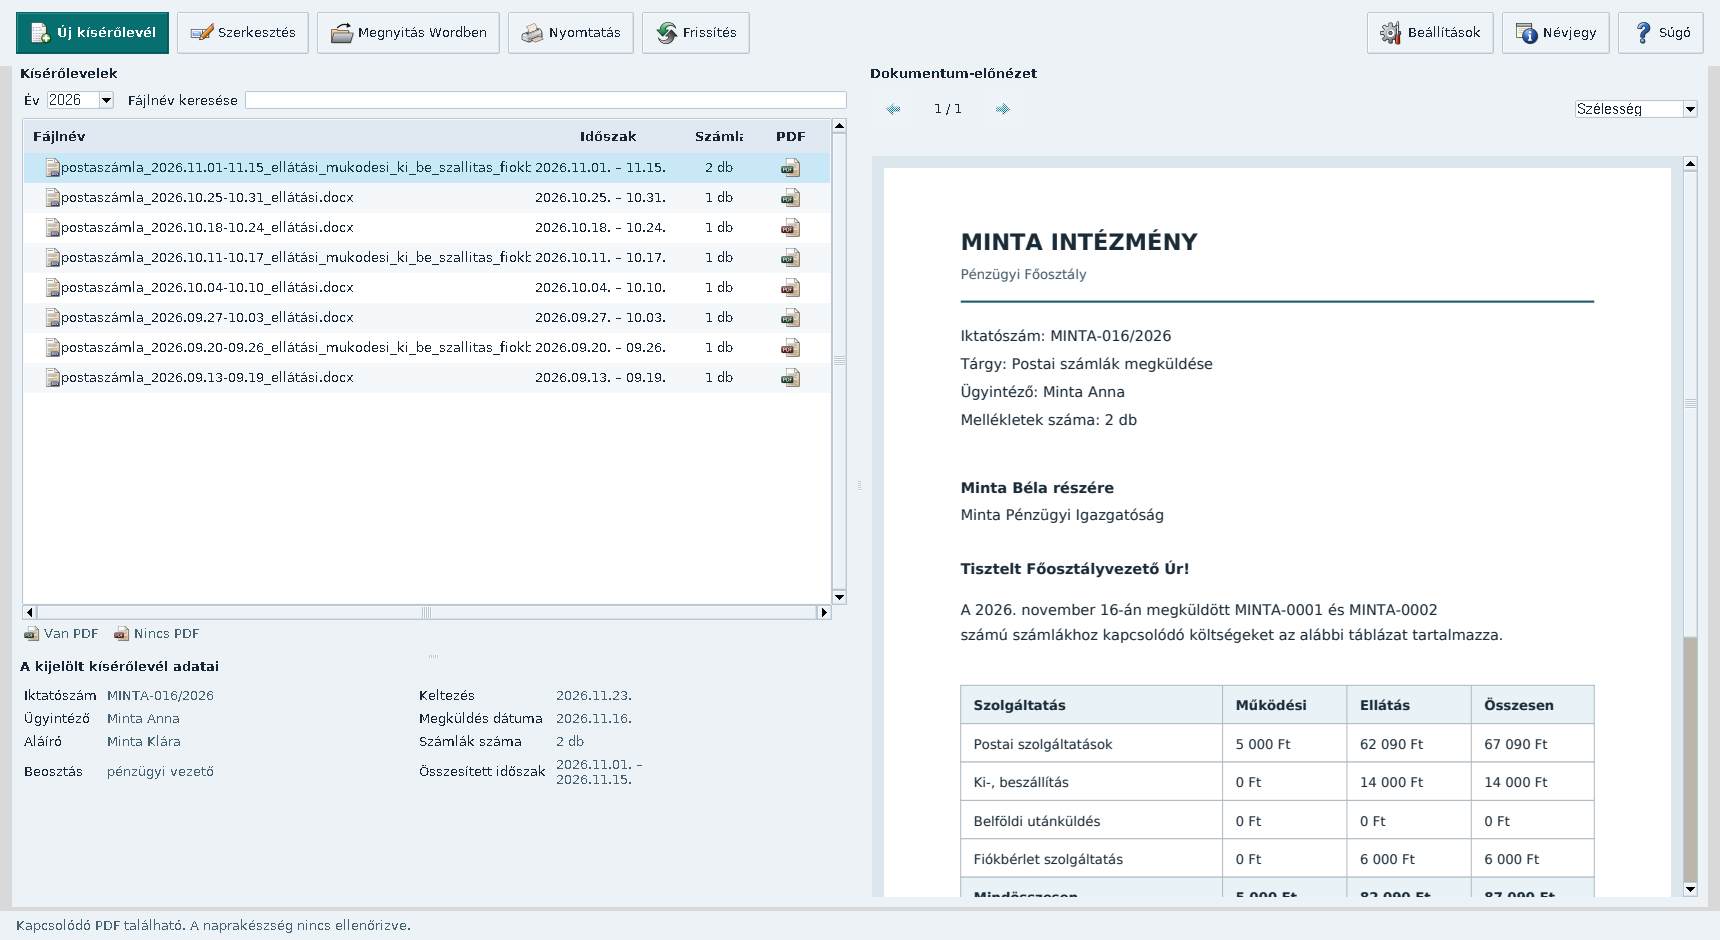 Új kísérőlevél
Szerkesztés
Megnyitás Wordben
Nyomtatás
Frissítés
Beállítások
Névjegy
Súgó
Kísérőlevelek
Év 2026 Fájlnév keresése
Fájlnév Időszak Száml PDF
postaszámla_2026.11.01-11.15_ellátási_mukodesi_ki_be_szallitas_fiokb 2026.11.01. – 11.15. 2 db
postaszámla_2026.10.25-10.31_ellátási.docx 2026.10.25. – 10.31. 1 db
postaszámla_2026.10.18-10.24_ellátási.docx 2026.10.18. – 10.24. 1 db
postaszámla_2026.10.11-10.17_ellátási_mukodesi_ki_be_szallitas_fiokb 2026.10.11. – 10.17. 1 db
postaszámla_2026.10.04-10.10_ellátási.docx 2026.10.04. – 10.10. 1 db
postaszámla_2026.09.27-10.03_ellátási.docx 2026.09.27. – 10.03. 1 db
postaszámla_2026.09.20-09.26_ellátási_mukodesi_ki_be_szallitas_fiokb 2026.09.20. – 09.26. 1 db
postaszámla_2026.09.13-09.19_ellátási.docx 2026.09.13. – 09.19. 1 db
Van PDF Nincs PDF
A kijelölt kísérőlevél adatai
Iktatószám MINTA-016/2026 Keltezés 2026.11.23.
Ügyintéző Minta Anna Megküldés dátuma 2026.11.16.
Aláíró Minta Klára Számlák száma 2 db
Beosztás pénzügyi vezető Összesített időszak 2026.11.01. –
2026.11.15.
Dokumentum-előnézet
1 / 1
Szélesség
MINTA INTÉZMÉNY
Pénzügyi Főosztály
Iktatószám: MINTA-016/2026
Tárgy: Postai számlák megküldése
Ügyintéző: Minta Anna
Mellékletek száma: 2 db
Minta Béla részére
Minta Pénzügyi Igazgatóság
Tisztelt Főosztályvezető Úr!
A 2026. november 16-án megküldött MINTA-0001 és MINTA-0002
számú számlákhoz kapcsolódó költségeket az alábbi táblázat tartalmazza.
Szolgáltatás Működési Ellátás Összesen
Postai szolgáltatások 5 000 Ft 62 090 Ft 67 090 Ft
Ki-, beszállítás 0 Ft 14 000 Ft 14 000 Ft
Belföldi utánküldés 0 Ft 0 Ft 0 Ft
Fiókbérlet szolgáltatás 0 Ft 6 000 Ft 6 000 Ft
Mindösszesen 5 000 Ft 82 090 Ft 87 090 Ft
Kapcsolódó PDF található. A naprakészség nincs ellenőrizve.